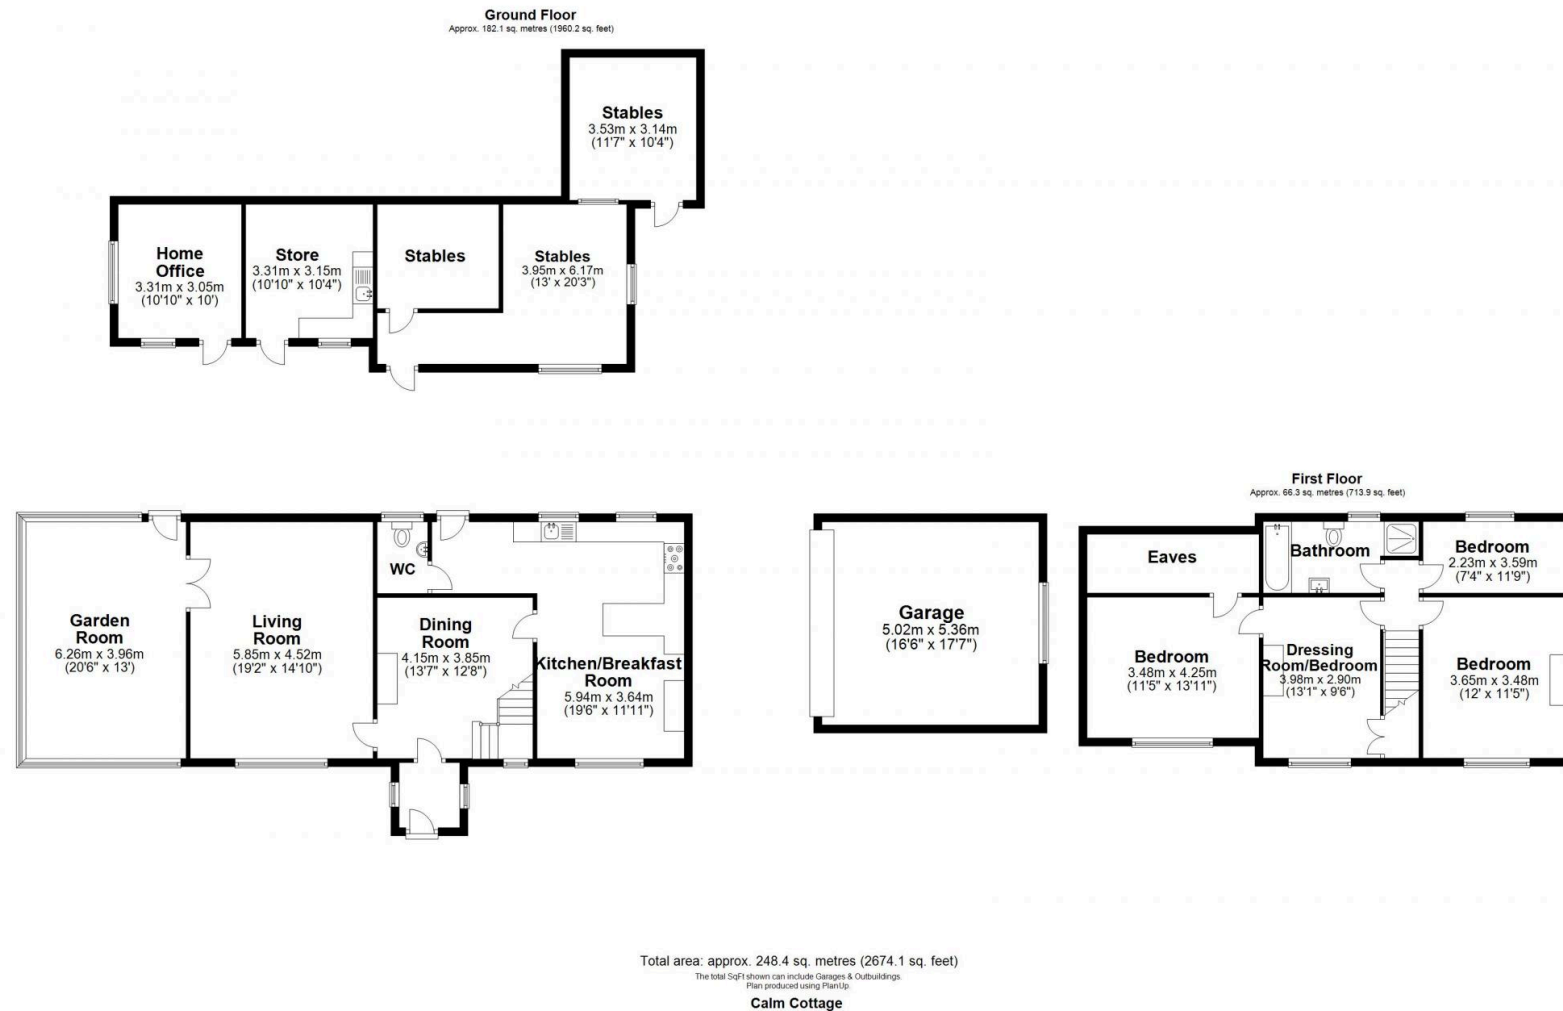 Ground Floor
Approx. 182.1 sq. metres (1960.2 sq. feet)
Stables
3.53m x 3.14m
(11'7" x 10'4")
Home
Office
3.31m x 3.05m
(10'10" x 10')
Store
3.31m x 3.15m
(10'10" x 10'4")
Stables
Stables
3.95m x 6.17m
(13' x 20'3")
Garden
Room
6.26m x 3.96m
(20'6" x 13')
Living
Room
5.85m x 4.52m
(19'2" x 14'10")
WC
Dining
Room
4.15m x 3.85m
(13'7" x 12'8")
Kitchen/Breakfast
Room
5.94m x 3.64m
(19'6" x 11'11")
Garage
5.02m x 5.36m
(16'6" x 17'7")
First Floor
Approx. 66.3 sq. metres (713.9 sq. feet)
Eaves
Bathroom
Bedroom
2.23m x 3.59m
(7'4" x 11'9")
Bedroom
3.48m x 4.25m
(11'5" x 13'11")
Dressing
Room/Bedroom
3.98m x 2.90m
(13'1" x 9'6")
Bedroom
3.65m x 3.48m
(12' x 11'5")
Total area: approx. 248.4 sq. metres (2674.1 sq. feet)
The total SqFt shown can include Garages & Outbuildings.
Plan produced using PlanUp.
Calm Cottage